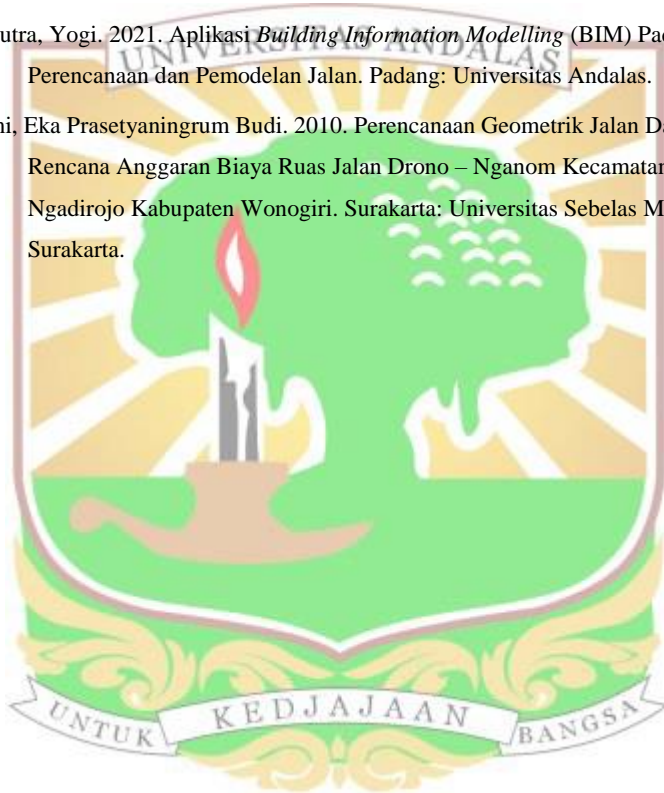 utra, Yogi. 2021. Aplikasi Building Information Modelling (BIM) Pad
UNIVERSITAS ANDALAS
Perencanaan dan Pemodelan Jalan. Padang: Universitas Andalas.
ni, Eka Prasetyaningrum Budi. 2010. Perencanaan Geometrik Jalan Da
Rencana Anggaran Biaya Ruas Jalan Drono – Nganom Kecamatan
Ngadirojo Kabupaten Wonogiri. Surakarta: Universitas Sebelas M
Surakarta.
UNTUK KEDJAJAAN BANGSA